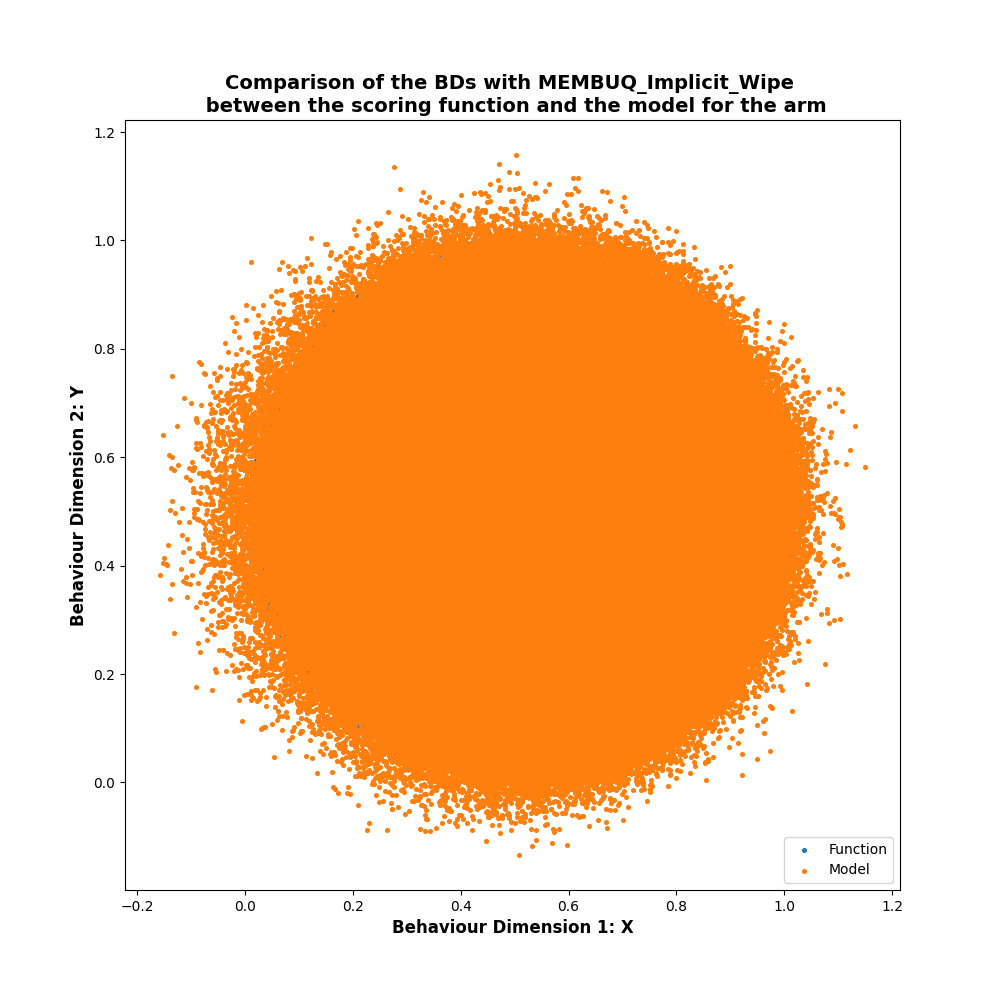 Comparison of the BDs with MEMBUQ_Implicit_Wipe
between the scoring function and the model for the arm
1.2
1.0
0.8
0.6
0.4
0.2
0.0
Behaviour Dimension 2: Y
Function
Model
−0.2 0.0 0.2 0.4 0.6 0.8 1.0 1.2
Behaviour Dimension 1: X